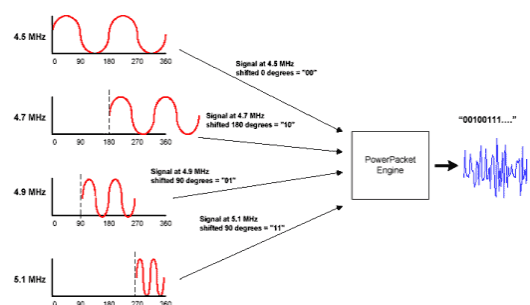 4.5 MHz
0 90 180 270 360
Signal at 4.5 MHz
shifted 0 degrees = "00"
4.7 MHz
0 90 180 270 360
Signal at 4.7 MHz
shifted 180 degrees = "10"
"00100111...."
PowerPacket
Engine
4.9 MHz
0 90 180 270 360
Signal at 4.9 MHz
shifted 90 degrees = "01"
Signal at 5.1 MHz
shifted 90 degrees = "11"
5.1 MHz
0 90 180 270 360